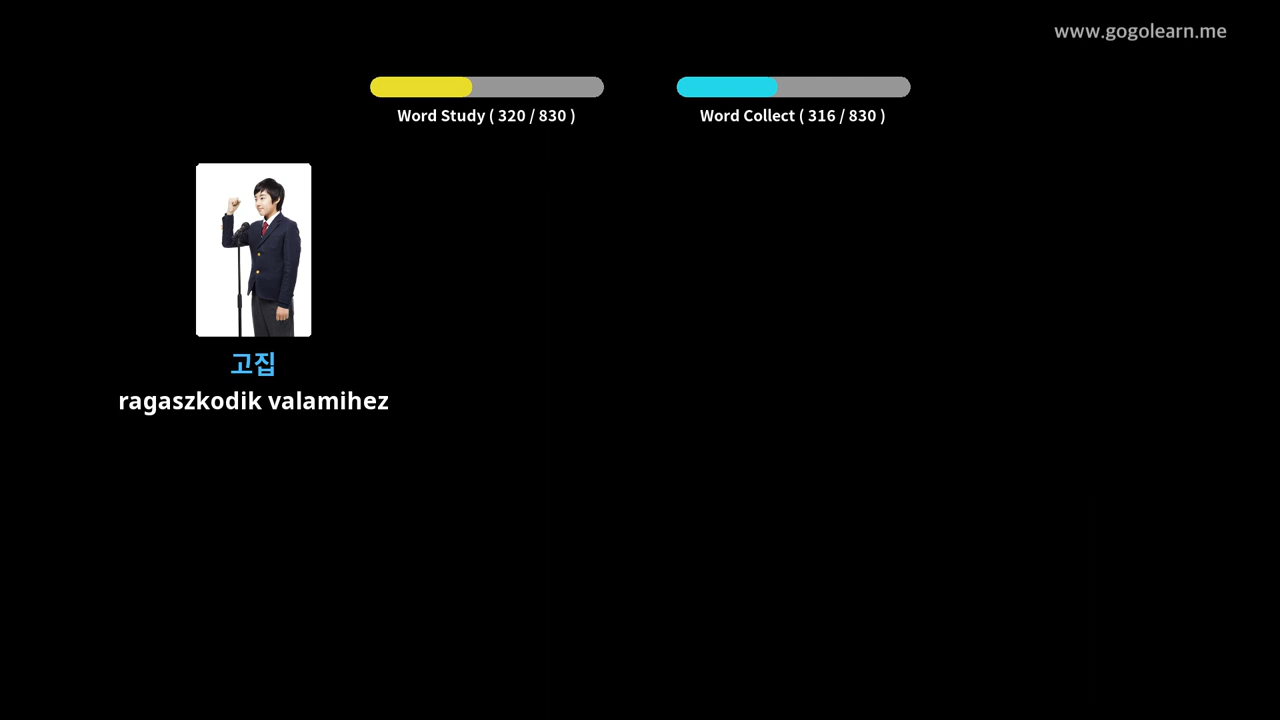 www.gogolearn.me
Word Study ( 320 / 830 )
Word Collect ( 316 / 830 )
고집
ragaszkodik valamihez